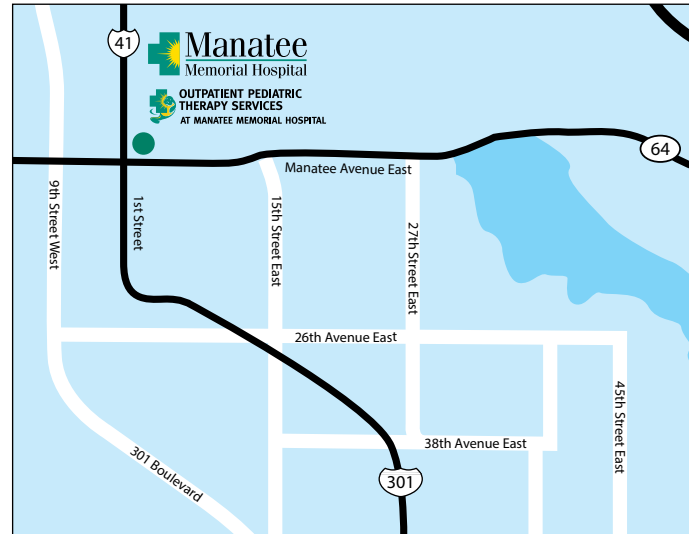 41
Manatee
Memorial Hospital
OUTPATIENT PEDIATRIC
THERAPY SERVICES
AT MANATEE MEMORIAL HOSPITAL
64
Manatee Avenue East
9th Street West
1st Street
15th Street East
27th Street East
26th Avenue East
45th Street East
38th Avenue East
301 Boulevard
301